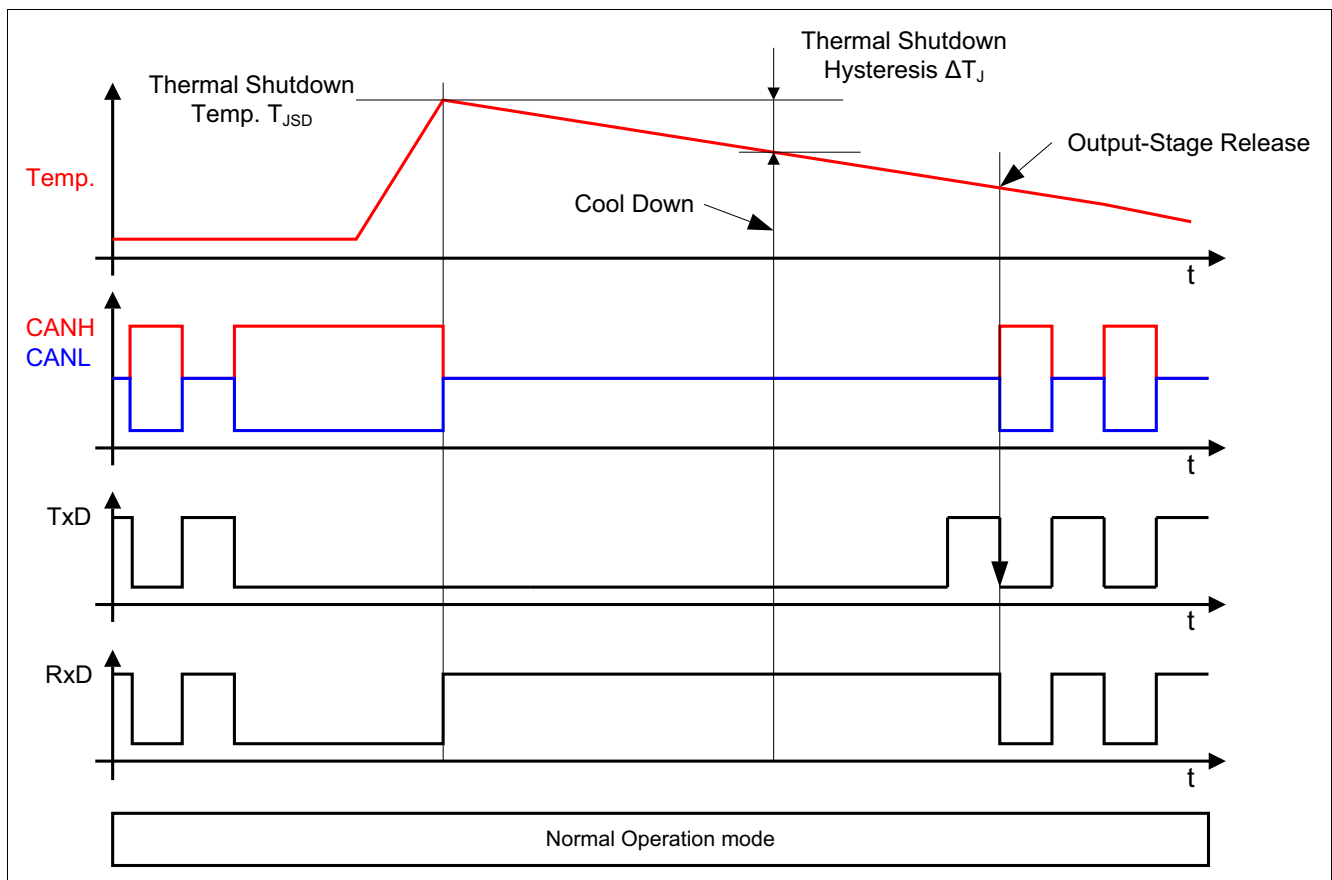 Thermal Shutdown
Hysteresis ΔTJ
Thermal Shutdown
Temp. TJSD
Output-Stage Release
Temp.
Cool Down
t
CANH
CANL
t
TxD
t
RxD
t
Normal Operation mode